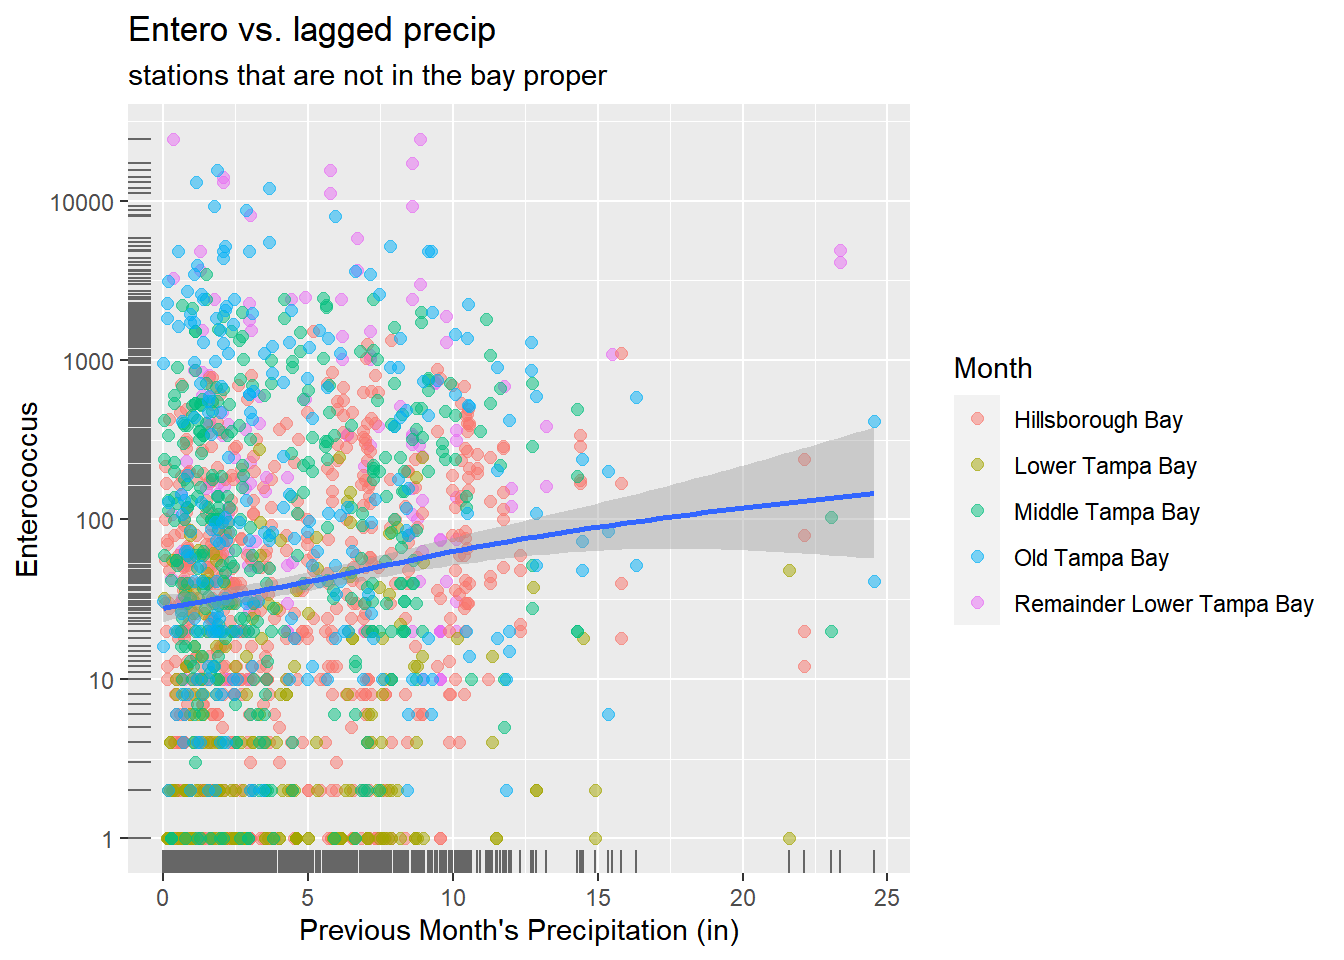 Entero vs. lagged precip
stations that are not in the bay proper
Enterococcus
10000
1000
100
10
1
0 5 10 15 20 25
Previous Month's Precipitation (in)
Month
Hillsborough Bay
Lower Tampa Bay
Middle Tampa Bay
Old Tampa Bay
Remainder Lower Tampa Bay